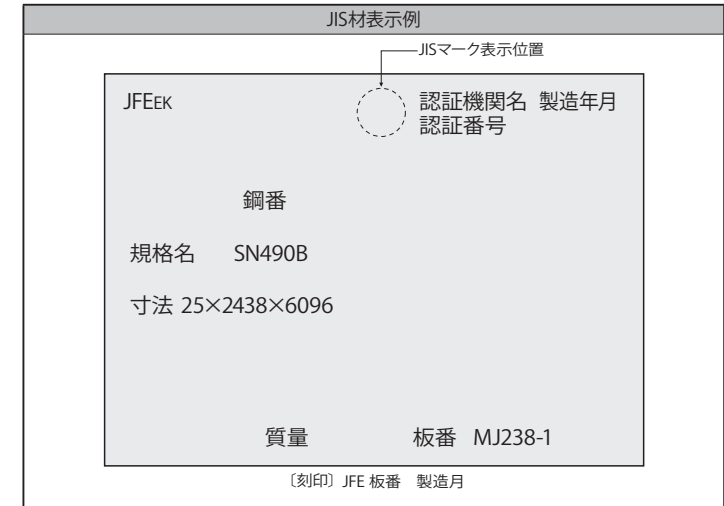 JIS材表示例
JISマーク表示位置
JFEEK
認証機関名 製造年月
認証番号
鋼番
規格名 SN490B
寸法 25×2438×6096
質量 板番 MJ238-1
〔刻印〕JFE 板番 製造月